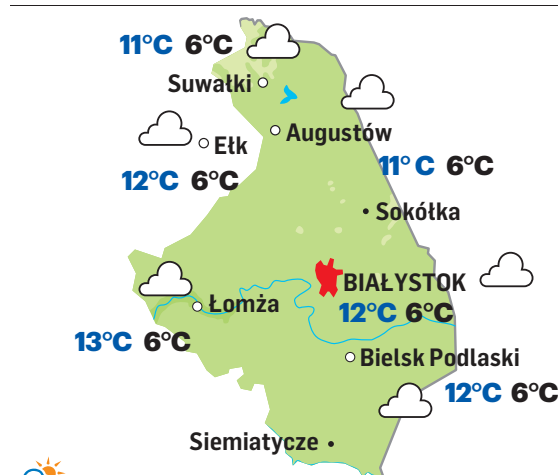 11°C 6°C
Suwałki
Augustów
Ełk
12°C 6°C
11°C 6°C
Sokółka
BIAŁYSTOK
Łomża
12°C 6°C
13°C 6°C
Bielsk Podlaski
12°C 6°C
Siemiatycze